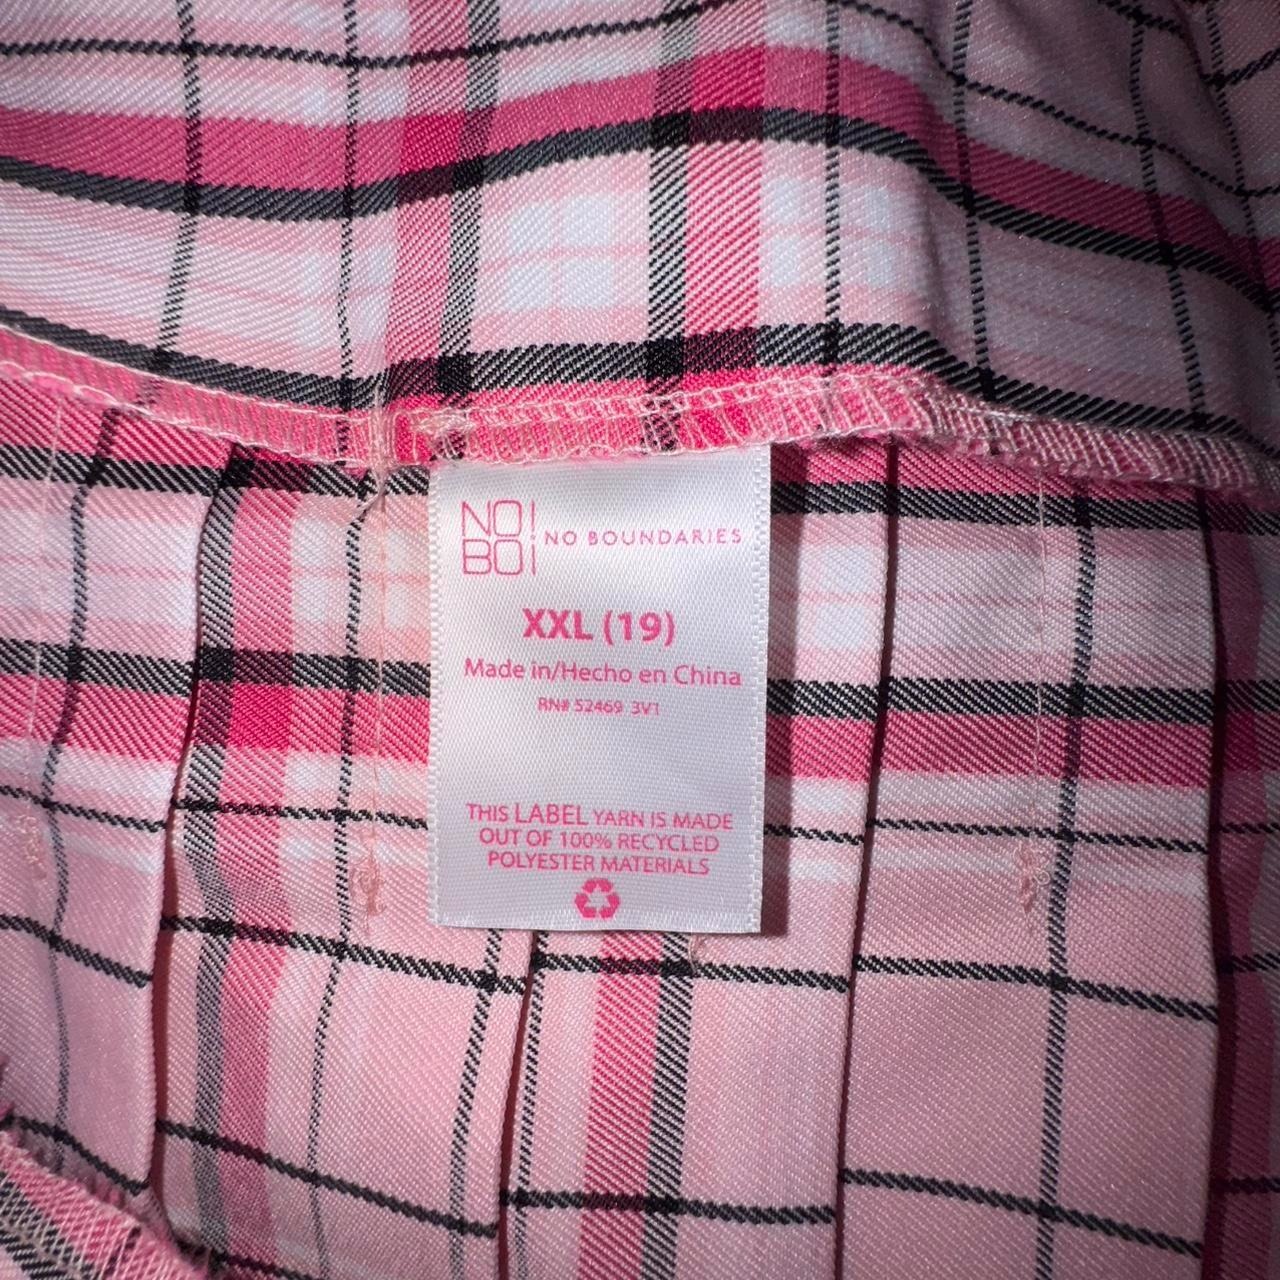 NO!
BO!
NO BOUNDARIES
XXL (19)
Made in/Hecho en China
RN# 52469 3V1
THIS LABEL YARN IS MADE
OUT OF 100% RECYCLED
POLYESTER MATERIALS